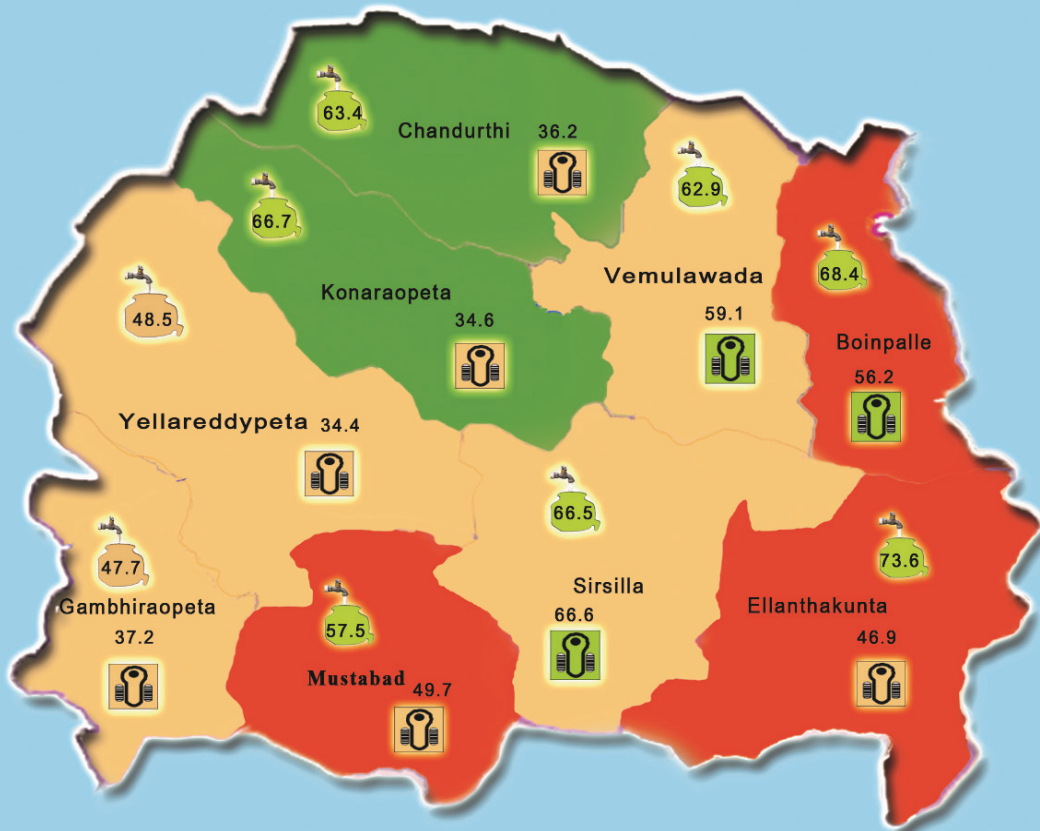 63.4
Chandurthi 36.2
66.7
62.9
Konaraopeta
34.6
Vemulawada
59.1
68.4
Boinpalle
56.2
48.5
Yellareddypeta 34.4
47.7
Gambhiraopeta
37.2
57.5
Mustabad 49.7
66.5
Sirsilla
66.6
73.6
Ellanthakunta
46.9